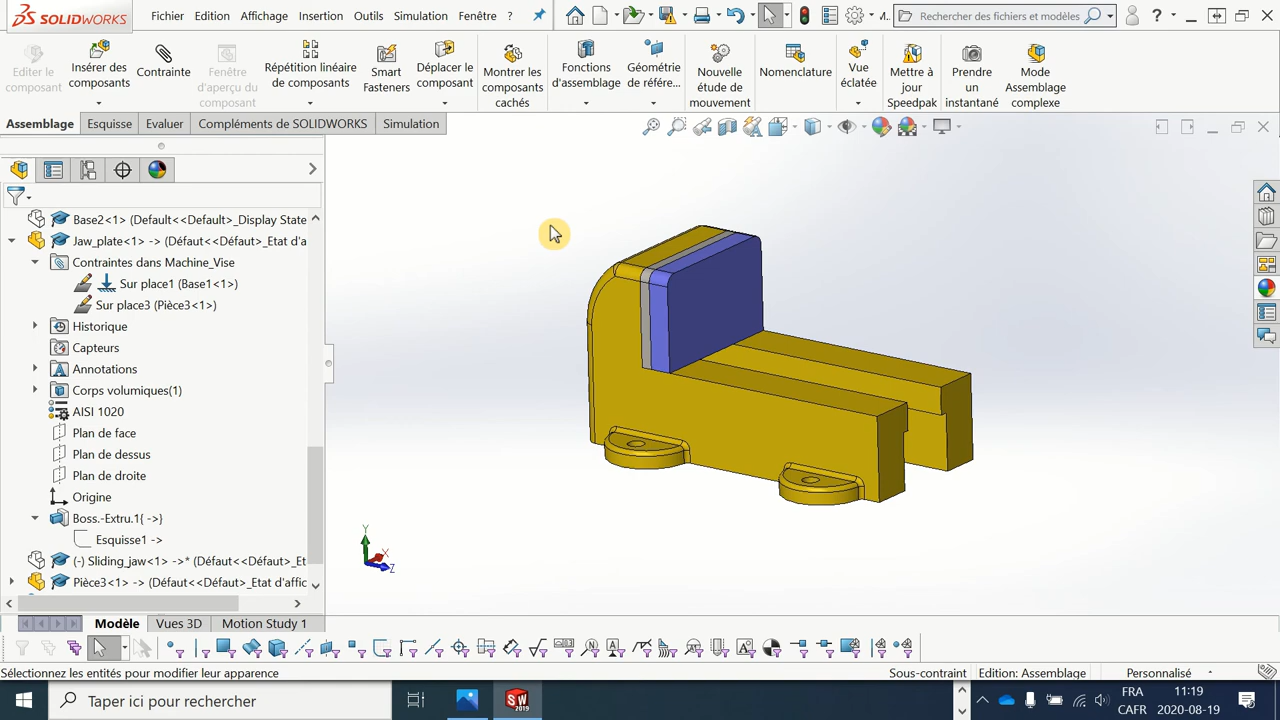 SOLIDWORKS
Fichier Edition Affichage Insertion Outils Simulation Fenêtre ?
Rechercher des fichiers et modèles
?
Editer le composant
Insérer des composants
Contrainte
Fenêtre d'aperçu du composant
Répétition linéaire de composants
Smart Fasteners
Déplacer le composant
Montrer les composants cachés
Fonctions d'assemblage
Géométrie de référe...
Nouvelle étude de mouvement
Nomenclature
Vue éclatée
Mettre à jour Speedpak
Prendre un instantané
Mode Assemblage complexe
Assemblage Esquisse Evaluer Compléments de SOLIDWORKS Simulation
Base2<1> (Default<<Default>_Display State
Jaw_plate<1> -> (Défaut<<Défaut>_Etat d'a
Contraintes dans Machine_Vise
Sur place1 (Base1<1>)
Sur place3 (Pièce3<1>)
Historique
Capteurs
Annotations
Corps volumiques(1)
AISI 1020
Plan de face
Plan de dessus
Plan de droite
Origine
Boss.-Extru.1{ ->}
Esquisse1 ->
(-) Sliding_jaw<1> ->* (Défaut<<Défaut>_Et
Pièce3<1> -> (Défaut<<Défaut>_Etat d'affic
Y
X
Z
Modèle Vues 3D Motion Study 1
Sélectionnez les entités pour modifier leur apparence
Sous-contraint
Edition: Assemblage
Personnalisé
Taper ici pour rechercher
SW
2019
FRA
CAFR
11:19
2020-08-19